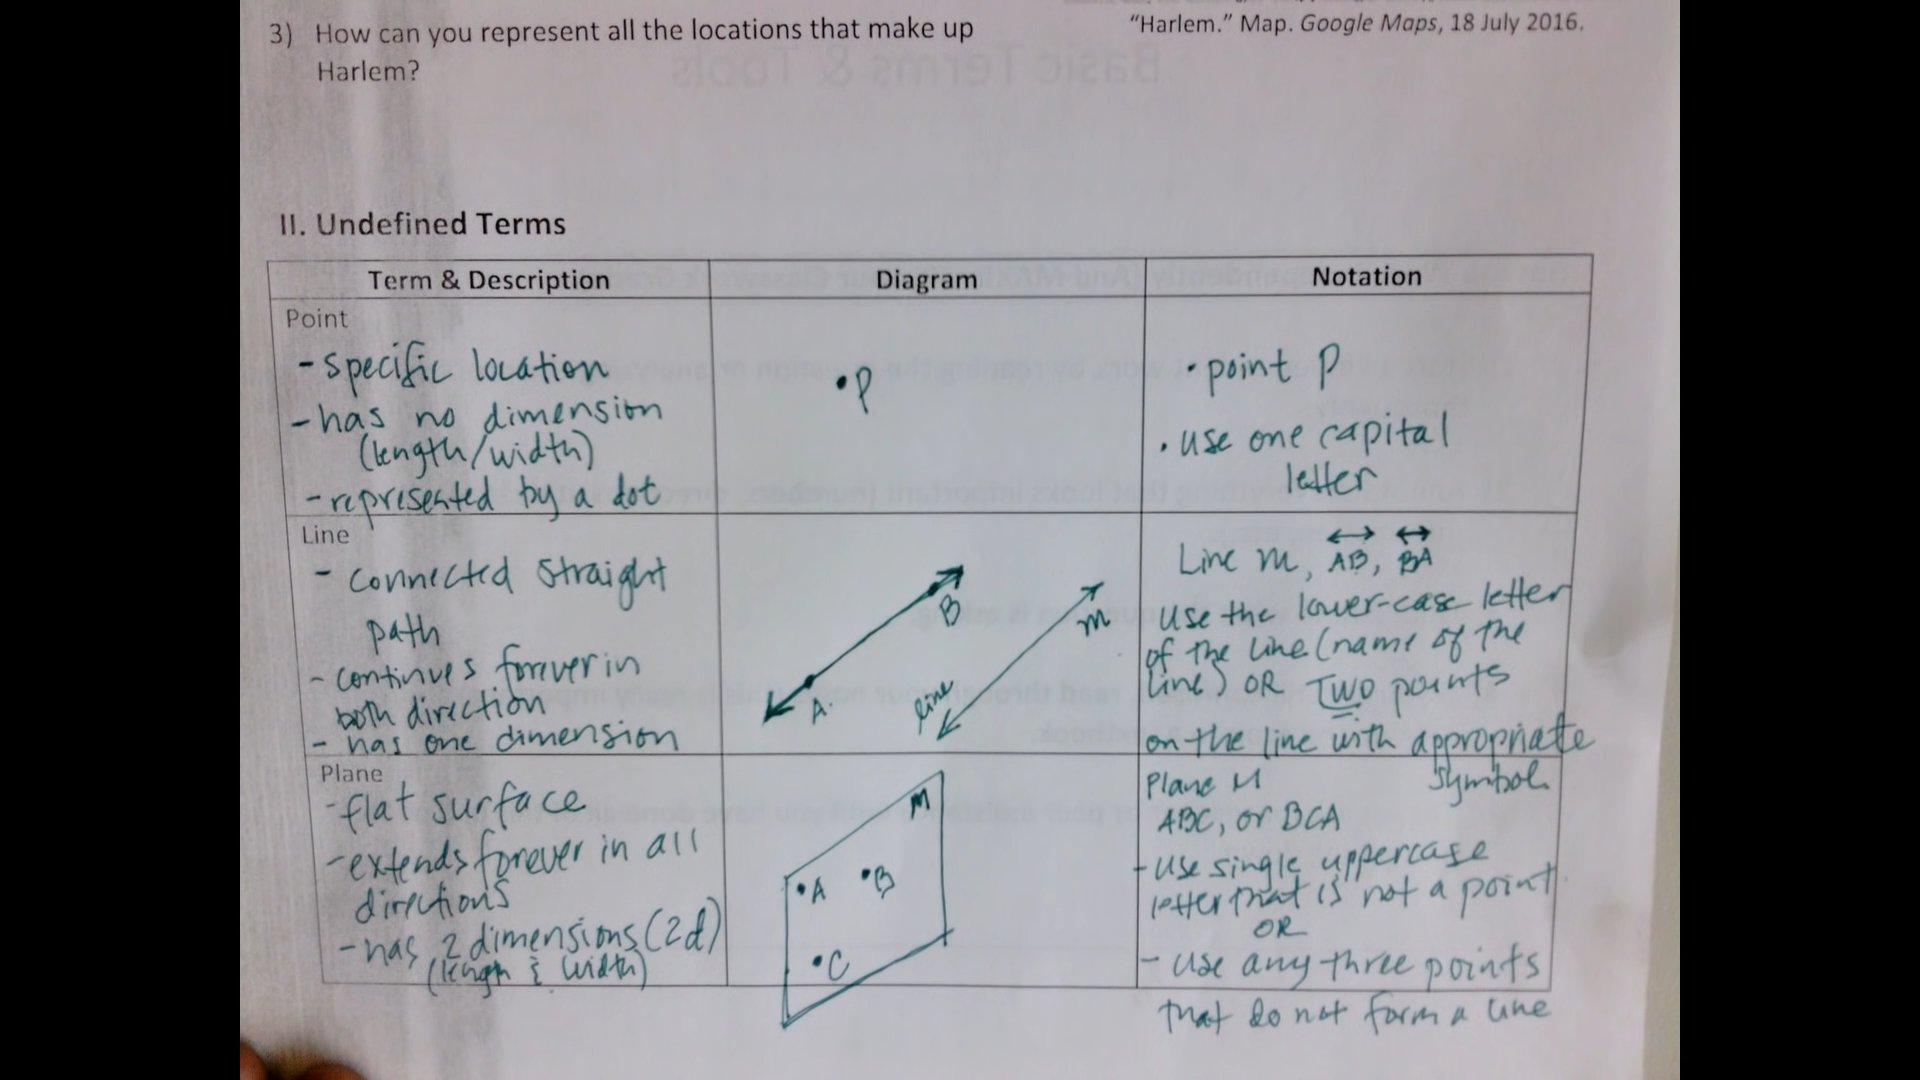 3) How can you represent all the locations that make up
Harlem?
"Harlem." Map. Google Maps, 18 July 2016.
Basic Terms & Tools
II. Undefined Terms
Term & Description
Diagram
Notation
Point
- specific location
- has no dimension
(length/width)
- represented by a dot
• P
• point P
• use one capital
letter
Line
- connected straight
path
- continues forever in
both direction
- has one dimension
A
B
line
m
Line m, AB, BA
Use the lower-case letter
of the line (name of the
line) OR TWO points
on the line with appropriate
symbol
Plane
- flat surface
- extends forever in all
directions
- has 2 dimensions (2d)
(length & width)
M
• A
• B
• C
Plane M
ABC, or BCA
- use single uppercase
letter that is not a point
OR
- use any three points
that do not form a line